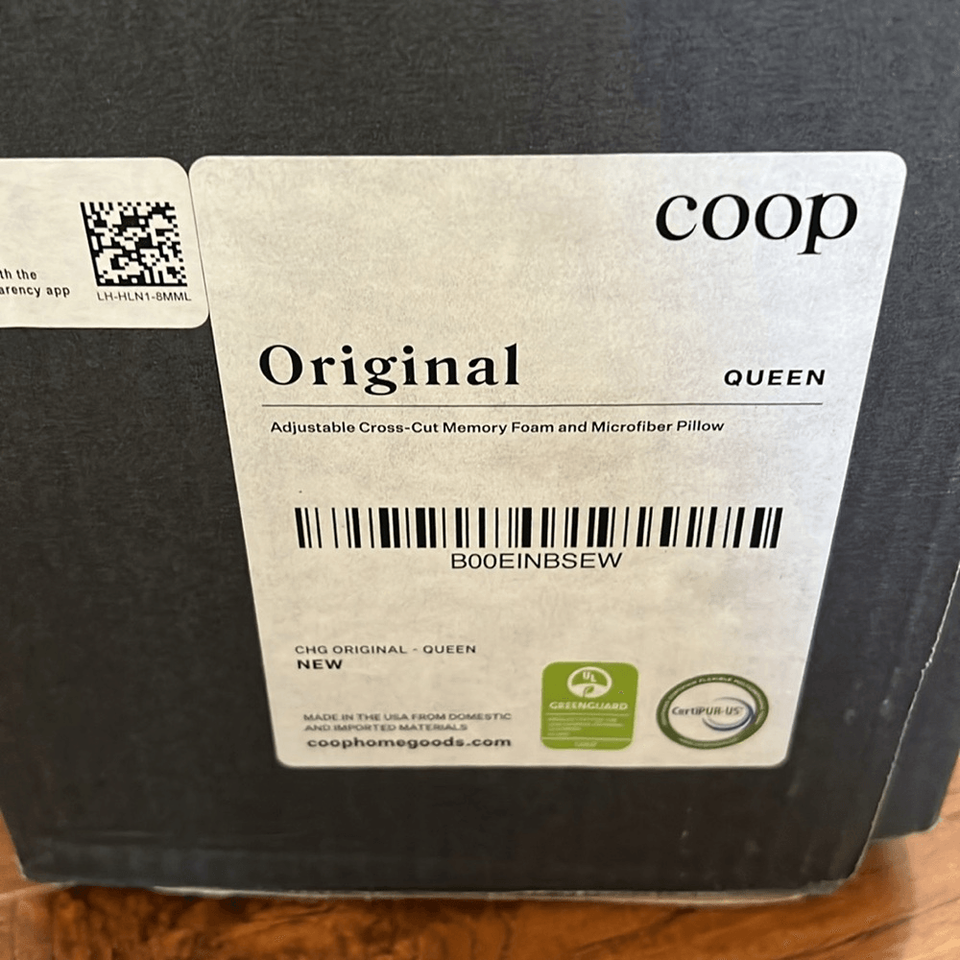 th the
arency app
LH-HLN1-8MML
coop
Original
QUEEN
Adjustable Cross-Cut Memory Foam and Microfiber Pillow
B00EINBSEW
CHG ORIGINAL - QUEEN
NEW
MADE IN THE USA FROM DOMESTIC
AND IMPORTED MATERIALS
coophomegoods.com
UL
GREENGUARD
CertiPUR-US